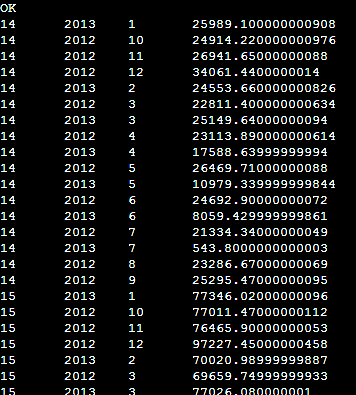 OK
14 2013 1 25989.100000000908
14 2012 10 24914.220000000976
14 2012 11 26941.65000000088
14 2012 12 34061.4400000014
14 2013 2 24553.660000000826
14 2012 3 22811.400000000634
14 2013 3 25149.64000000094
14 2012 4 23113.890000000614
14 2013 4 17588.63999999994
14 2012 5 26469.71000000088
14 2013 5 10979.339999999844
14 2012 6 24692.90000000072
14 2013 6 8059.429999999861
14 2012 7 21334.34000000049
14 2013 7 543.8000000000003
14 2012 8 23286.67000000069
14 2012 9 25295.47000000095
15 2013 1 77346.02000000096
15 2012 10 77011.47000000112
15 2012 11 76465.90000000053
15 2012 12 97227.45000000458
15 2013 2 70020.98999999887
15 2012 3 69659.74999999933
15 2013 3 77026.080000001